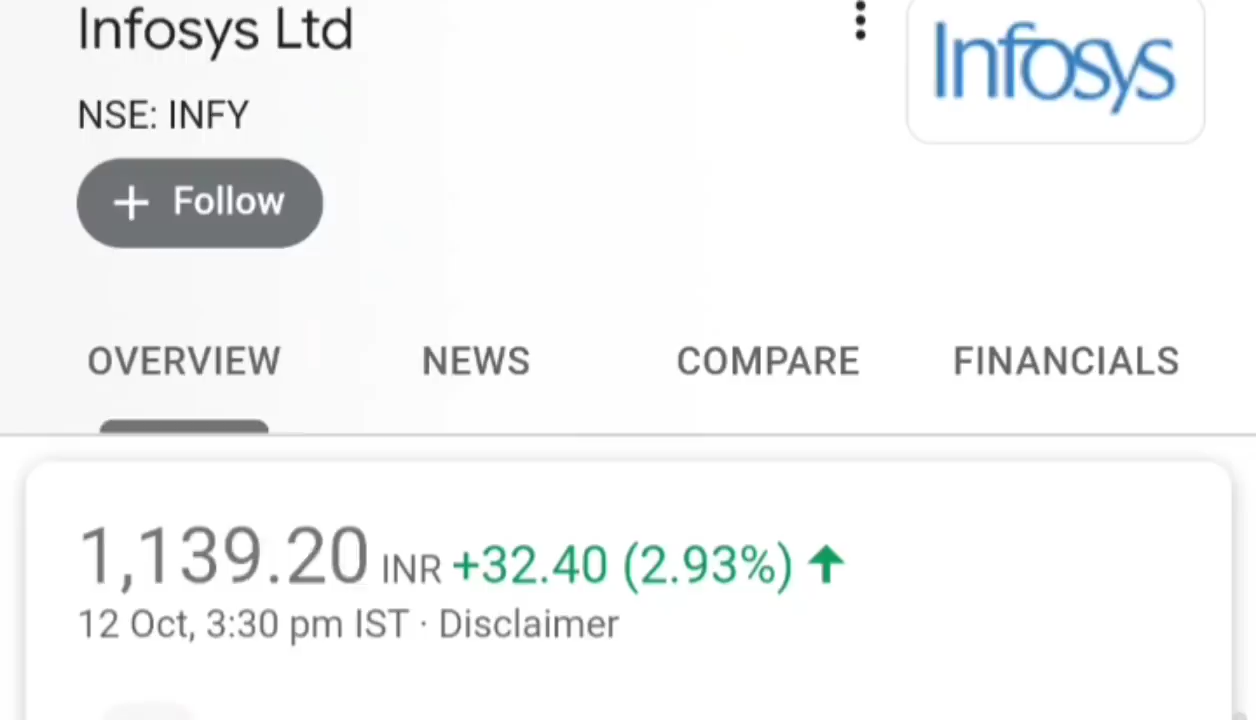 Infosys Ltd
Infosys
NSE: INFY
+ Follow
OVERVIEW NEWS COMPARE FINANCIALS
1,139.20 INR +32.40 (2.93%) ↑
12 Oct, 3:30 pm IST · Disclaimer